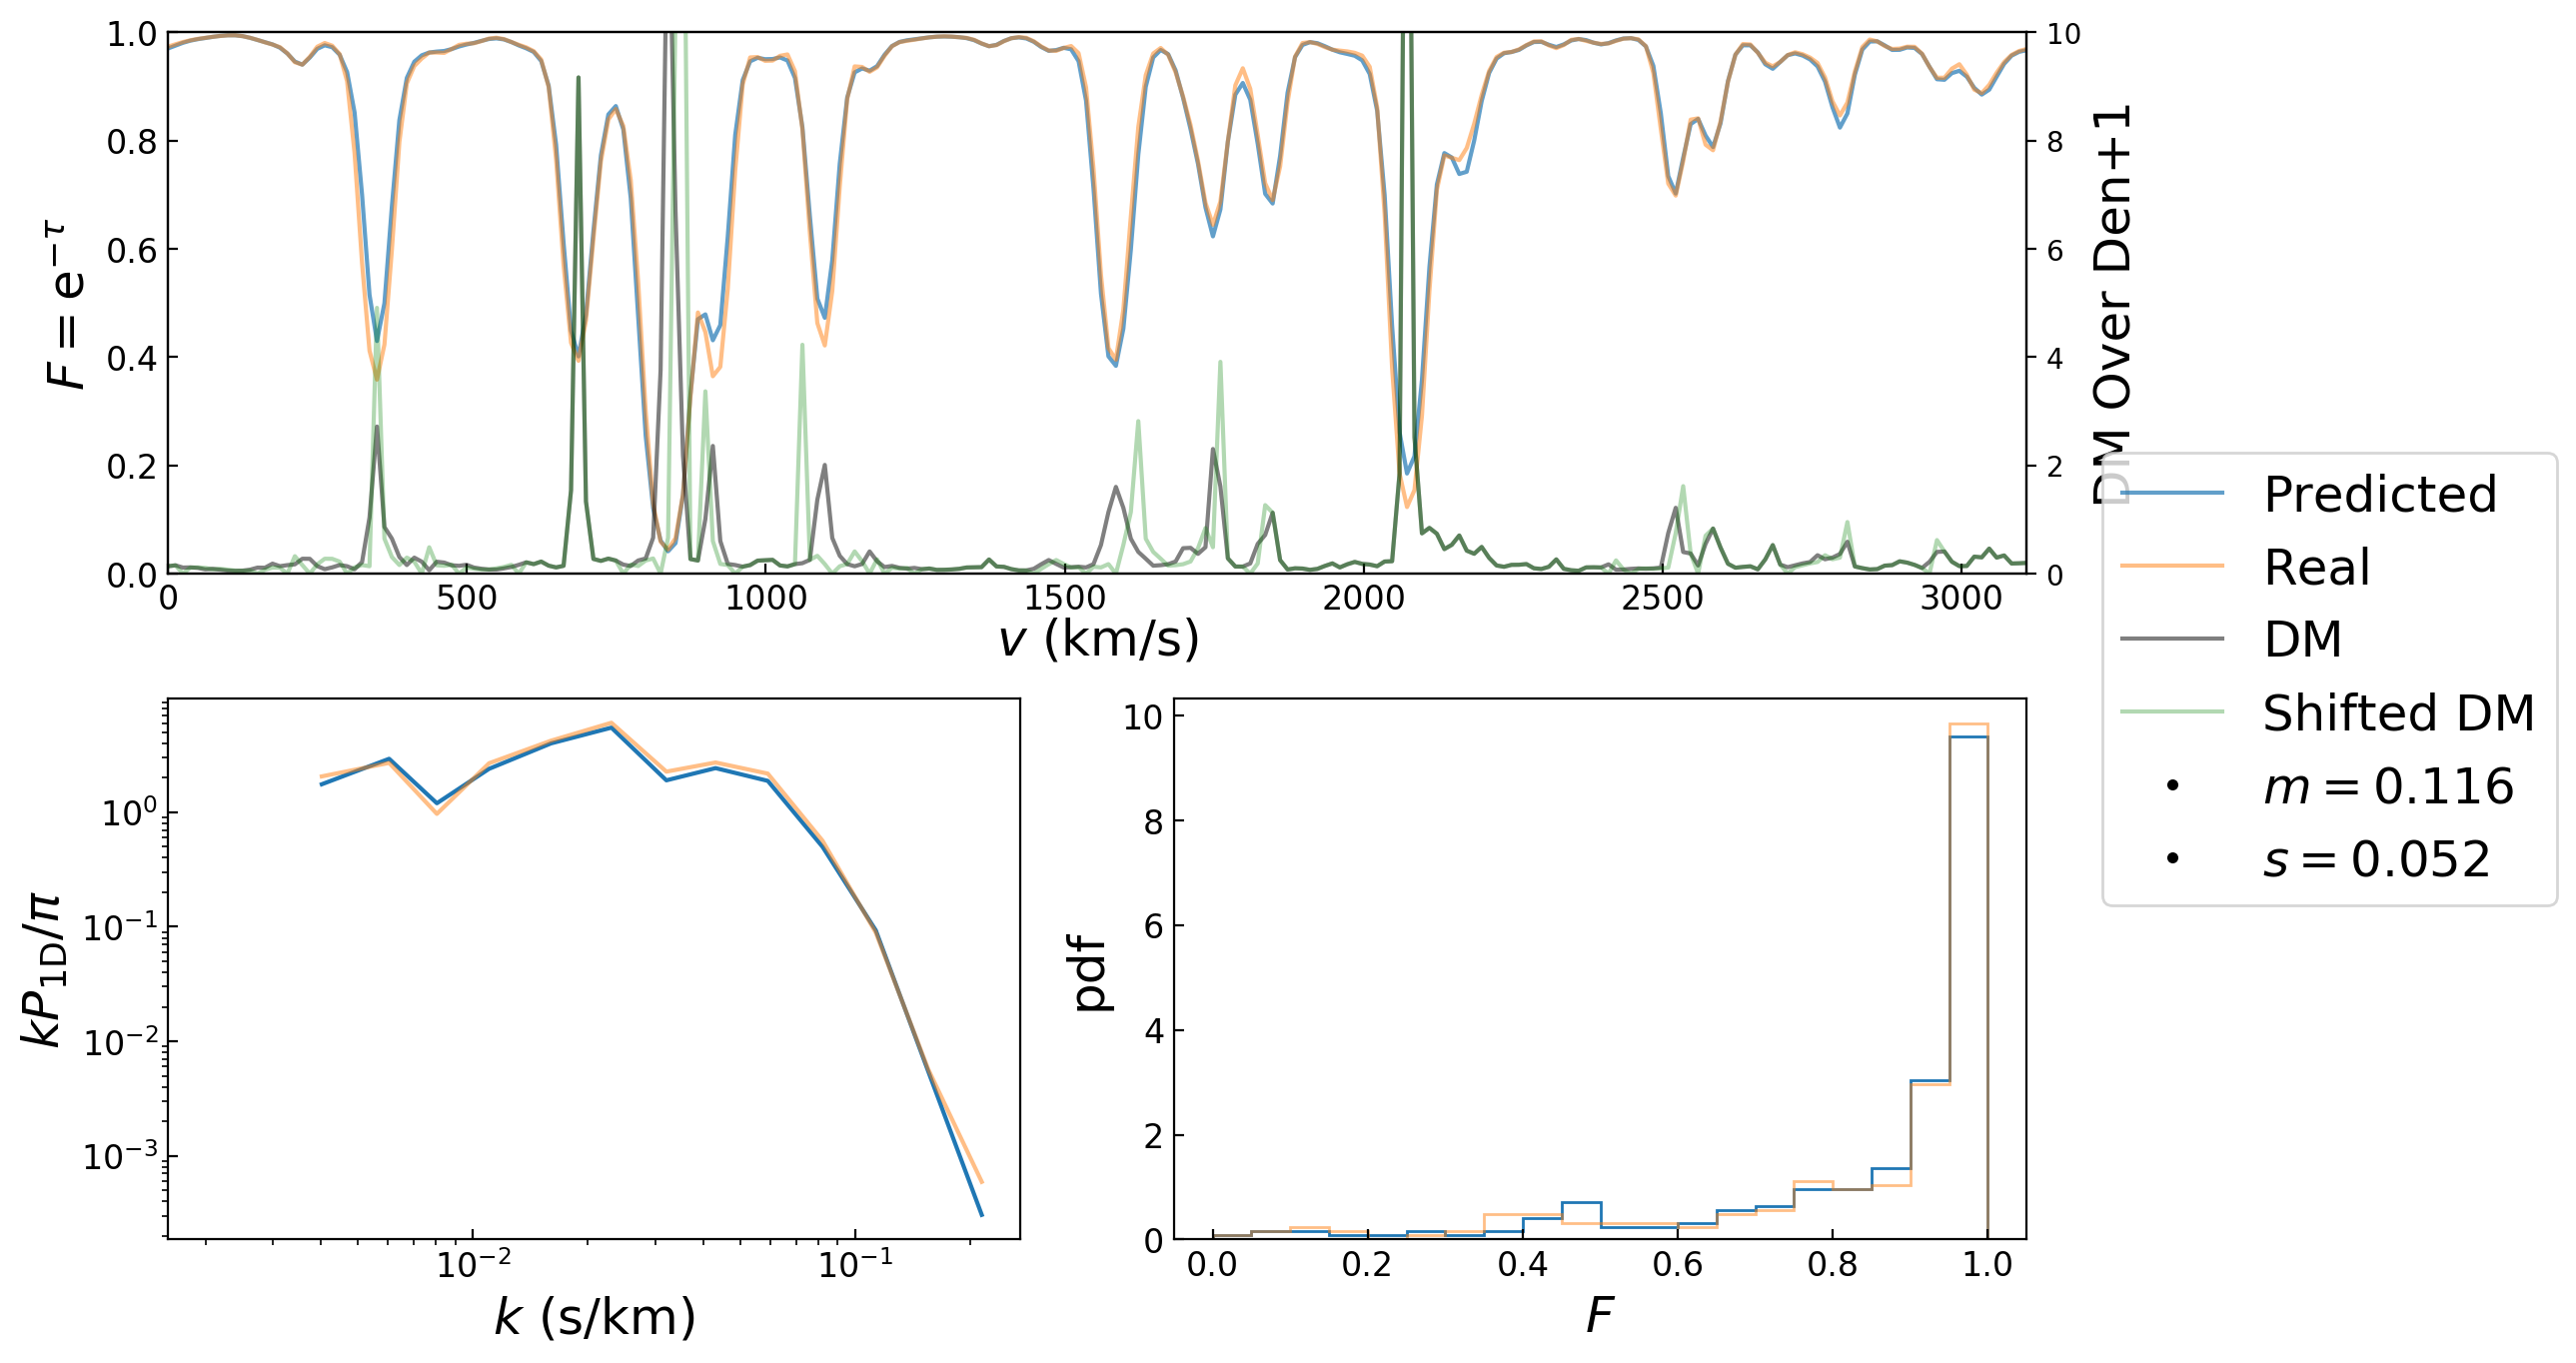 1.0
0.8
0.6
0.4
0.2
0.0
F = e^{−τ}
10
8
6
4
2
0
DM Over Den+1
0 500 1000 1500 2000 2500 3000
v (km/s)
Predicted
Real
DM
Shifted DM
m = 0.116
s = 0.052
10^0
10^{−1}
10^{−2}
10^{−3}
kP_{1D}/π
10^{−2} 10^{−1}
k (s/km)
10
8
6
4
2
0
pdf
0.0 0.2 0.4 0.6 0.8 1.0
F